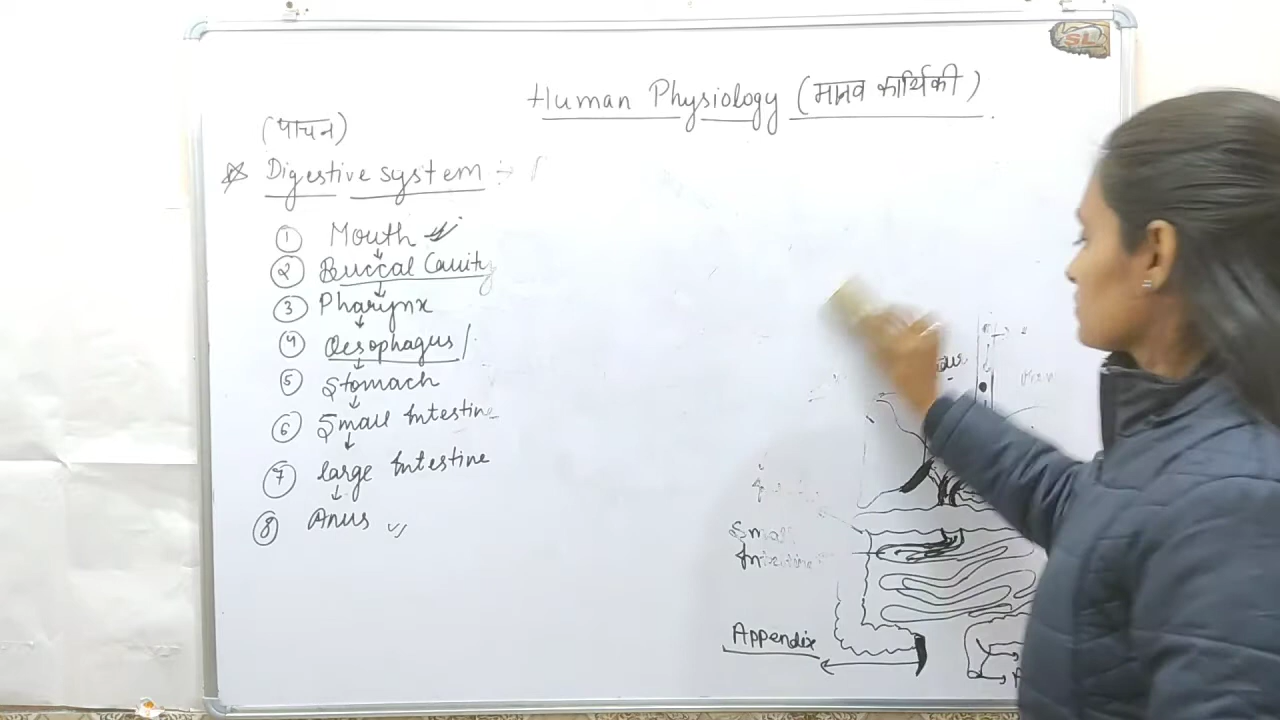 Human Physiology (मानव कार्यिकी)
(पाचन)
Digestive system :-
1 Mouth
2 Buccal Cavity
3 Pharynx
4 Oesophagus
5 Stomach
6 Small Intestine
7 large Intestine
8 Anus
Small
Intestine
Appendix
SL